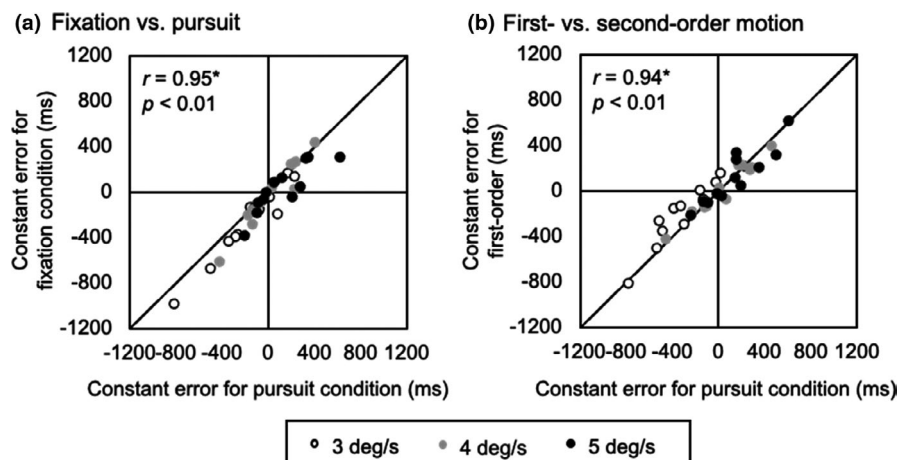 (a) Fixation vs. pursuit
1200
800
400
0
-400
-800
-1200
r = 0.95*
p < 0.01
Constant error for
fixation condition (ms)
-1200 -800 -400 0 400 800 1200
Constant error for pursuit condition (ms)
(b) First- vs. second-order motion
1200
800
400
0
-400
-800
-1200
r = 0.94*
p < 0.01
Constant error for
first-order (ms)
-1200 -800 -400 0 400 800 1200
Constant error for pursuit condition (ms)
3 deg/s 4 deg/s 5 deg/s